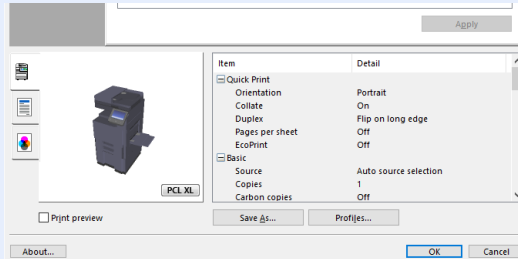 Apply
Item Detail
Quick Print
Orientation Portrait
Collate On
Duplex Flip on long edge
Pages per sheet Off
EcoPrint Off
Basic
Source Auto source selection
Copies 1
Carbon copies Off
PCL XL
Print preview Save As... Profiles...
About... OK Cancel